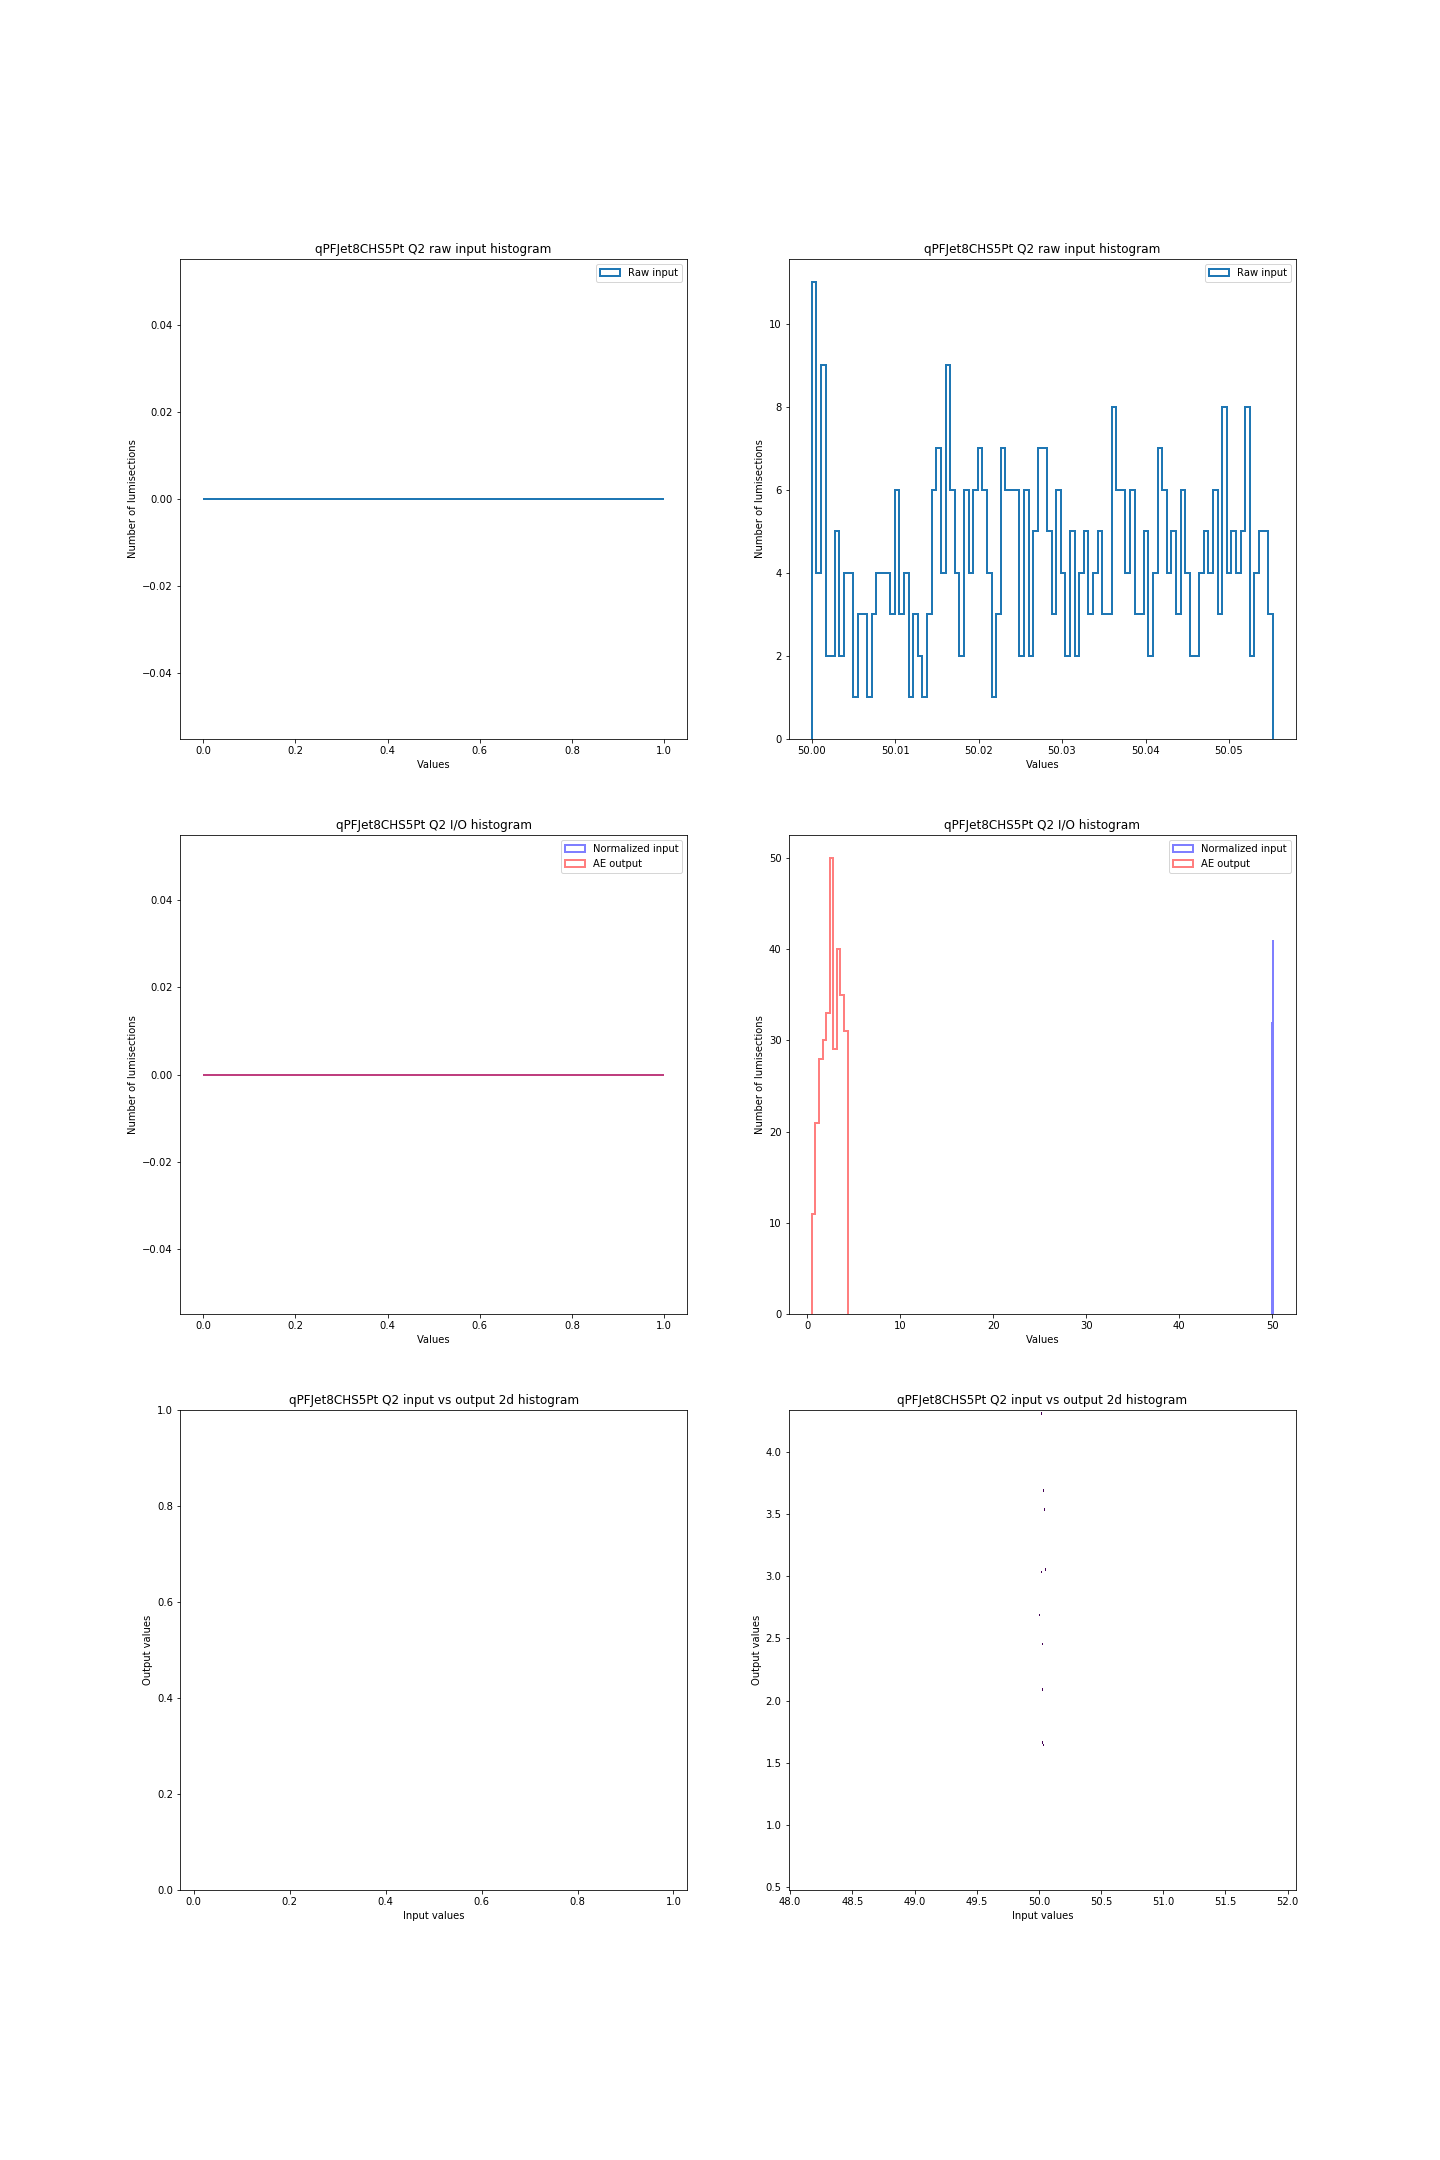 qPFJet8CHS5Pt Q2 raw input histogram
Raw input
0.04
0.02
0.00
−0.02
−0.04
Number of lumisections
0.0 0.2 0.4 0.6 0.8 1.0
Values
qPFJet8CHS5Pt Q2 raw input histogram
Raw input
10
8
6
4
2
0
Number of lumisections
50.00 50.01 50.02 50.03 50.04 50.05
Values
qPFJet8CHS5Pt Q2 I/O histogram
Normalized input
AE output
0.04
0.02
0.00
−0.02
−0.04
Number of lumisections
0.0 0.2 0.4 0.6 0.8 1.0
Values
qPFJet8CHS5Pt Q2 I/O histogram
Normalized input
AE output
50
40
30
20
10
0
Number of lumisections
0 10 20 30 40 50
Values
qPFJet8CHS5Pt Q2 input vs output 2d histogram
1.0
0.8
0.6
0.4
0.2
0.0
Output values
0.0 0.2 0.4 0.6 0.8 1.0
Input values
qPFJet8CHS5Pt Q2 input vs output 2d histogram
4.0
3.5
3.0
2.5
2.0
1.5
1.0
0.5
Output values
48.0 48.5 49.0 49.5 50.0 50.5 51.0 51.5 52.0
Input values